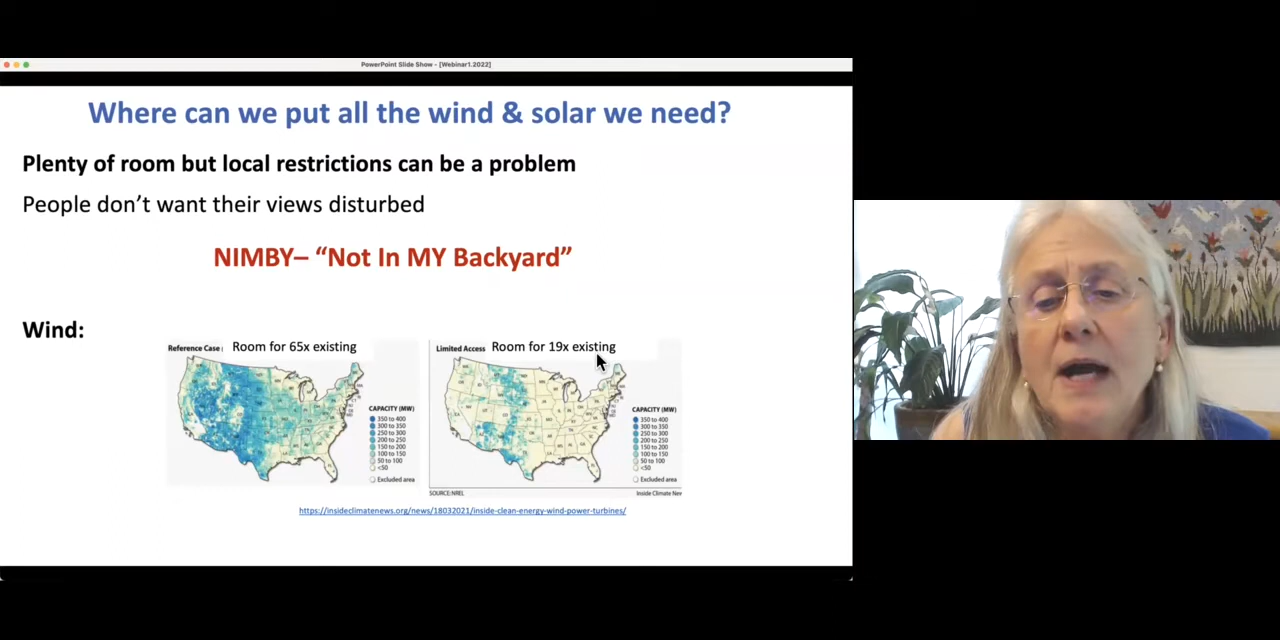 PowerPoint Slide Show - [Webinar1.2022]
Where can we put all the wind & solar we need?
Plenty of room but local restrictions can be a problem
People don’t want their views disturbed
NIMBY– “Not In MY Backyard”
Wind:
Reference Case Room for 65x existing
CAPACITY (MW)
350 to 400
300 to 350
250 to 300
200 to 250
150 to 200
100 to 150
50 to 100
<50
Excluded area
Limited Access Room for 19x existing
CAPACITY (MW)
350 to 400
300 to 350
250 to 300
200 to 250
150 to 200
100 to 150
50 to 100
<50
Excluded area
SOURCE: NREL
Inside Climate Nev
https://insideclimatenews.org/news/18032021/inside-clean-energy-wind-power-turbines/